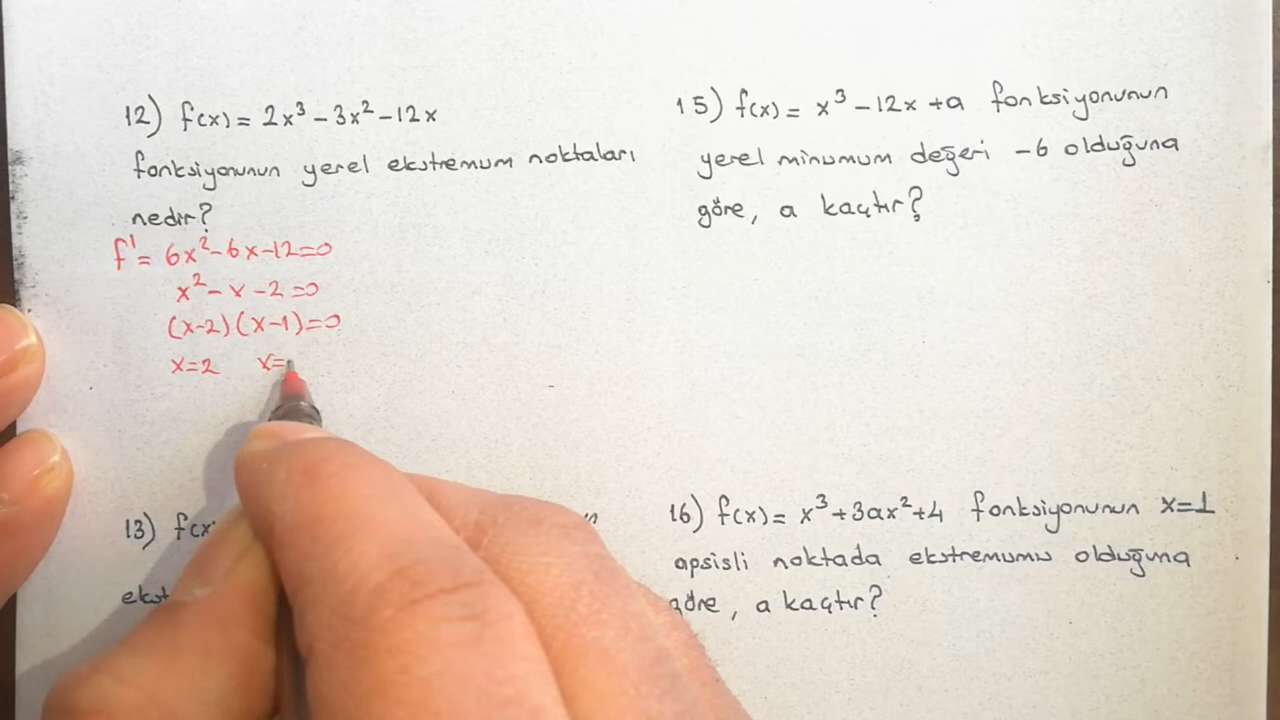 12) f(x) = 2x³ - 3x² - 12x
fonksiyonunun yerel ekstremum noktaları
nedir?
f' = 6x² - 6x - 12 = 0
x² - x - 2 = 0
(x-2)(x-1) = 0
x=2 x=
13) f(x
ekst
15) f(x) = x³ - 12x + a fonksiyonunun
yerel minumum değeri -6 olduğuna
göre, a kaçtır?
16) f(x) = x³ + 3ax² + 4 fonksiyonunun x=1
apsisli noktada ekstremumu olduğuna
göre, a kaçtır?